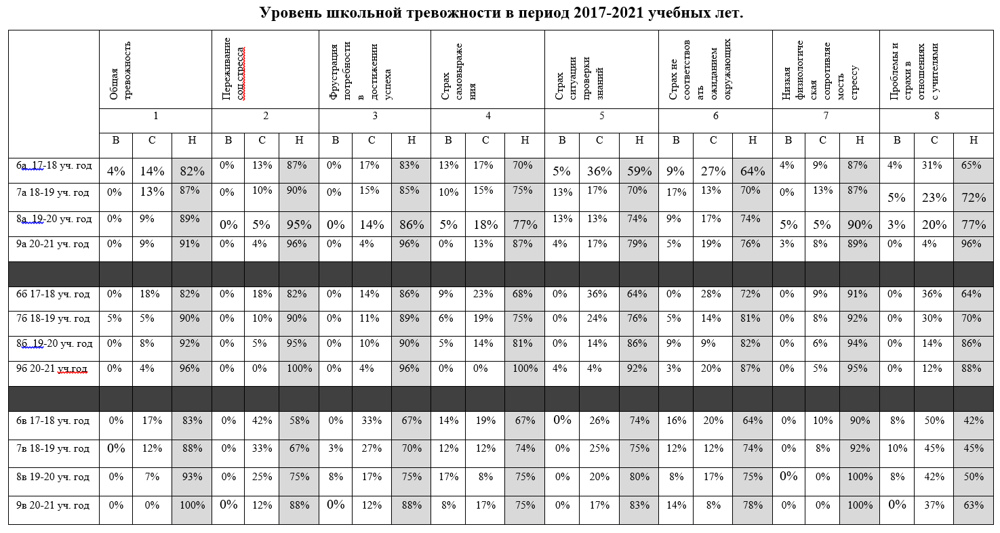 Уровень школьной тревожности в период 2017-2021 учебных лет.
Общая
тревожность
Переживание
соц стресса
Фрустрация
потребности
в
достижении
успеха
Страх
самовыраже
ния
Страх
ситуации
проверки
знаний
Страх не
соответствов
ать
ожиданием
окружающих
Низкая
физиологиче
ская
сопротивляе
мость
стрессу
Проблемы и
страхи в
отношениях
с учителями
1 2 3 4 5 6 7 8
В С Н В С Н В С Н В С Н В С Н В С Н В С Н В С Н
6а 17-18 уч. год 4% 14% 82% 0% 13% 87% 0% 17% 83% 13% 17% 70% 5% 36% 59% 9% 27% 64% 4% 9% 87% 4% 31% 65%
7а 18-19 уч. год 0% 13% 87% 0% 10% 90% 0% 15% 85% 10% 15% 75% 13% 17% 70% 17% 13% 70% 0% 13% 87% 5% 23% 72%
8а 19-20 уч. год 0% 9% 89% 0% 5% 95% 0% 14% 86% 5% 18% 77% 13% 13% 74% 9% 17% 74% 5% 5% 90% 3% 20% 77%
9а 20-21 уч. год 0% 9% 91% 0% 4% 96% 0% 4% 96% 0% 13% 87% 4% 17% 79% 5% 19% 76% 3% 8% 89% 0% 4% 96%
6б 17-18 уч. год 0% 18% 82% 0% 18% 82% 0% 14% 86% 9% 23% 68% 0% 36% 64% 0% 28% 72% 0% 9% 91% 0% 36% 64%
7б 18-19 уч. год 5% 5% 90% 0% 10% 90% 0% 11% 89% 6% 19% 75% 0% 24% 76% 5% 14% 81% 0% 8% 92% 0% 30% 70%
8б 19-20 уч. год 0% 8% 92% 0% 5% 95% 0% 10% 90% 5% 14% 81% 0% 14% 86% 9% 9% 82% 0% 6% 94% 0% 14% 86%
9б 20-21 уч.год 0% 4% 96% 0% 0% 100% 0% 4% 96% 0% 0% 100% 4% 4% 92% 3% 20% 87% 0% 5% 95% 0% 12% 88%
6в 17-18 уч. год 0% 17% 83% 0% 42% 58% 0% 33% 67% 14% 19% 67% 0% 26% 74% 16% 20% 64% 0% 10% 90% 8% 50% 42%
7в 18-19 уч. год 0% 12% 88% 0% 33% 67% 3% 27% 70% 12% 12% 74% 0% 25% 75% 12% 12% 74% 0% 8% 92% 10% 45% 45%
8в 19-20 уч. год 0% 7% 93% 0% 25% 75% 8% 17% 75% 17% 8% 75% 0% 20% 80% 8% 17% 75% 0% 0% 100% 8% 42% 50%
9в 20-21 уч. год 0% 0% 100% 0% 12% 88% 0% 12% 88% 8% 17% 75% 0% 17% 83% 14% 8% 78% 0% 0% 100% 0% 37% 63%